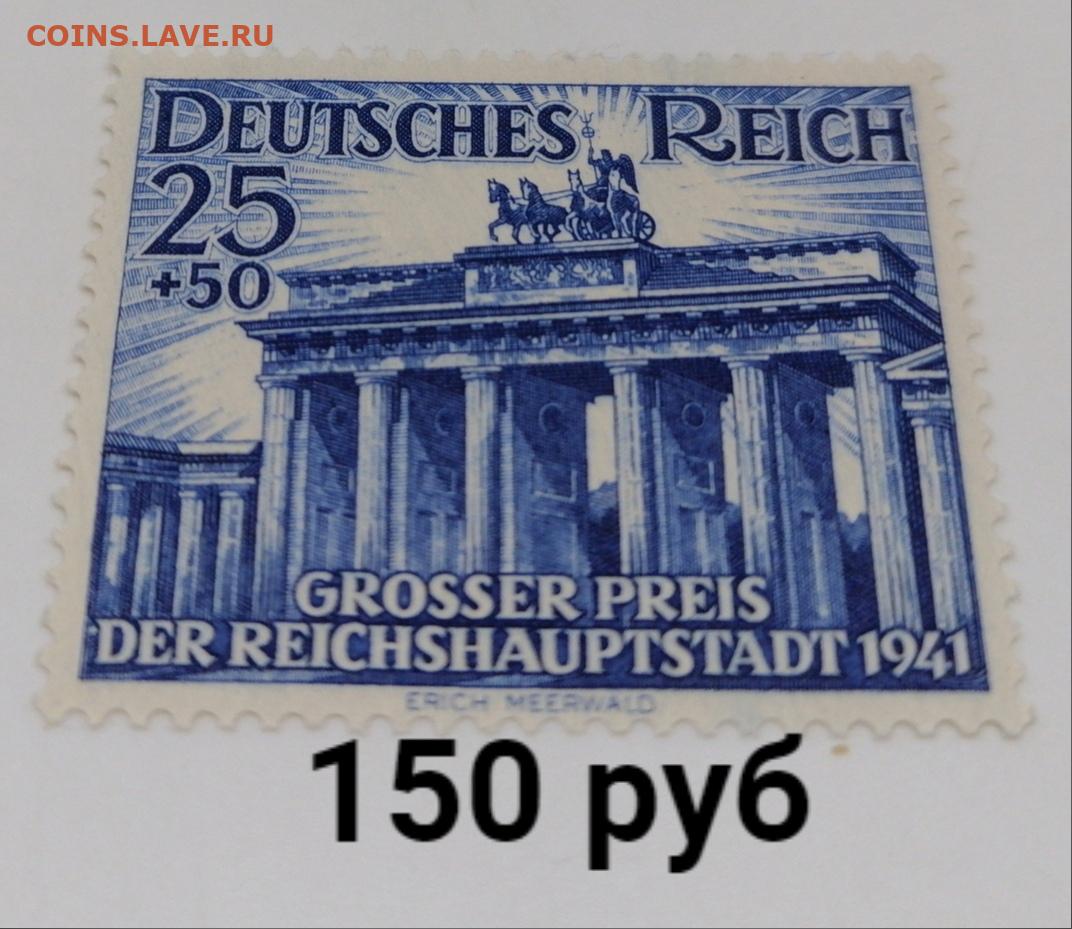 COINS.LAVE.RU
DEUTSCHES REICH
25
+50
GROSSER PREIS
DER REICHSHAUPTSTADT 1941
ERICH MEERWALD
150 руб